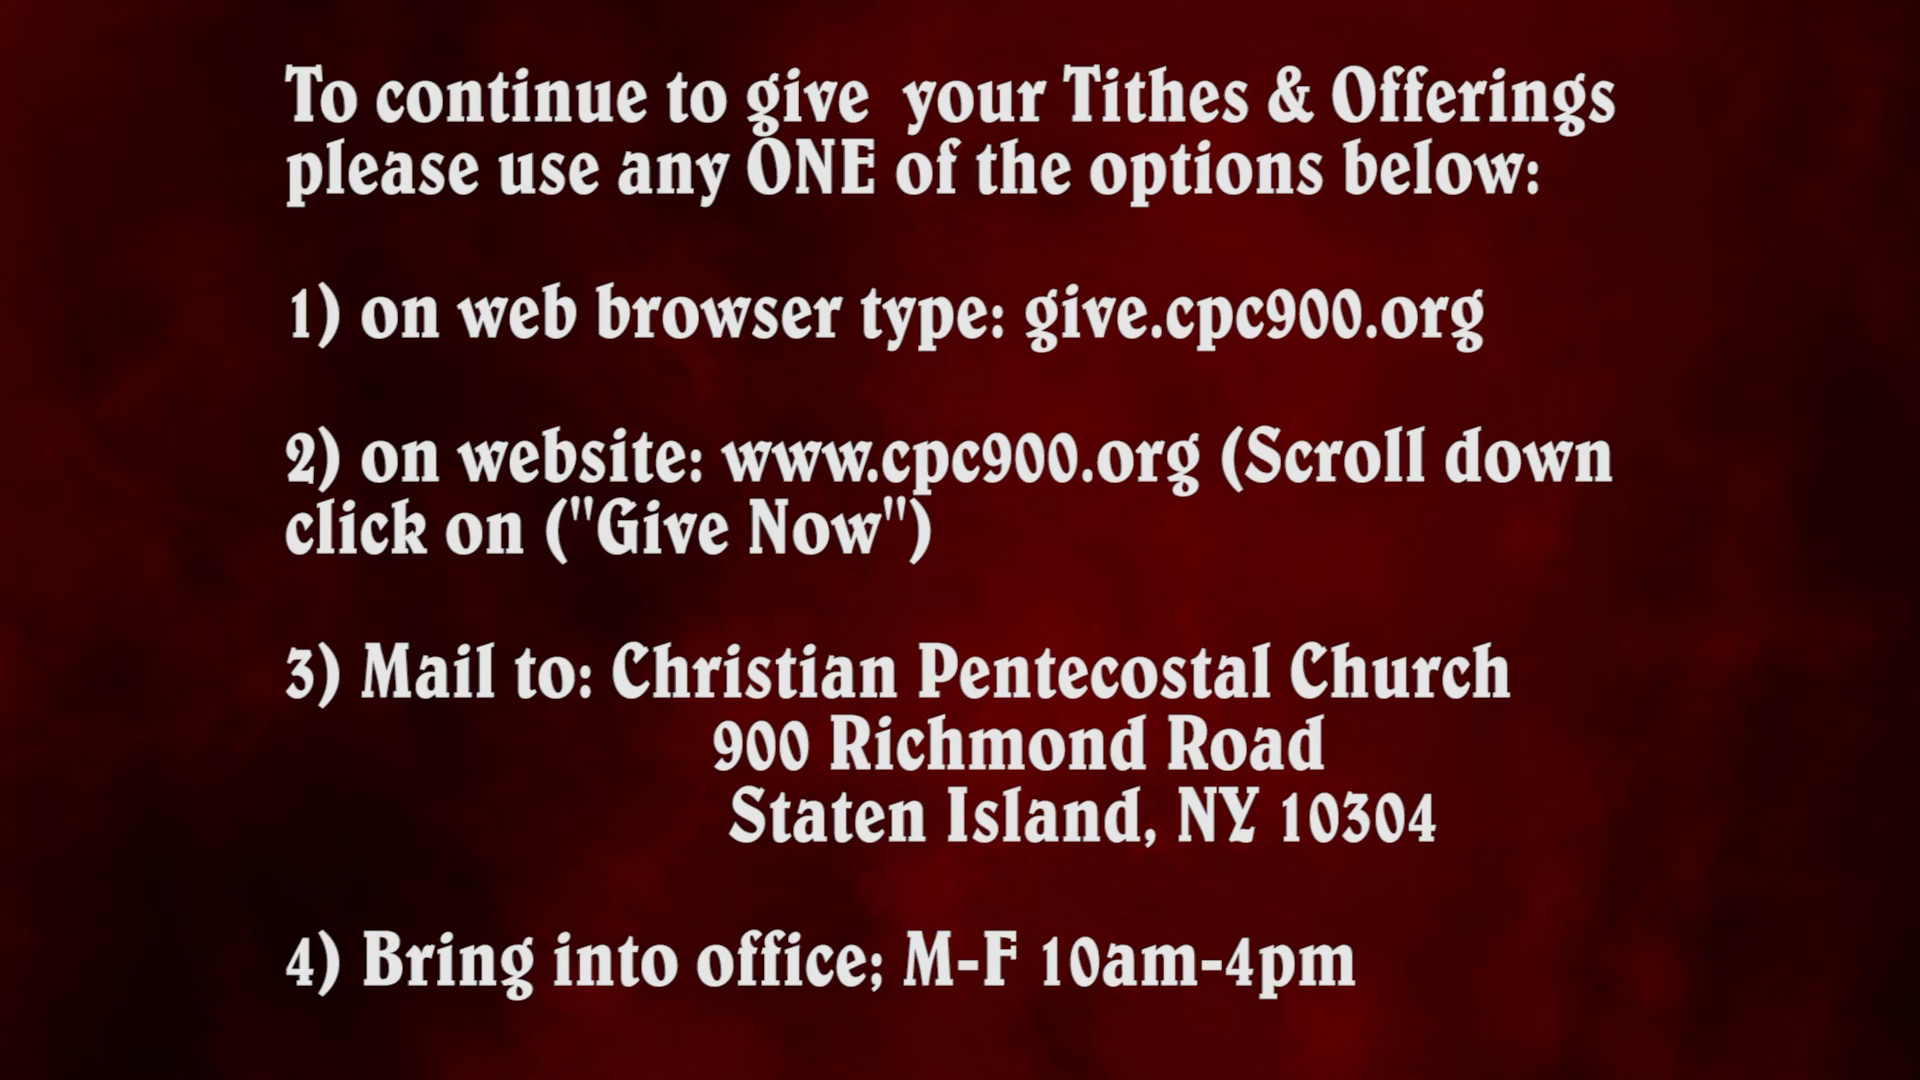 To continue to give  your Tithes & Offerings
please use any ONE of the options below:
1) on web browser type: give.cpc900.org
2) on website: www.cpc900.org (Scroll down
click on ("Give Now")
3) Mail to: Christian Pentecostal Church
900 Richmond Road
Staten Island, NY 10304
4) Bring into office; M-F 10am-4pm